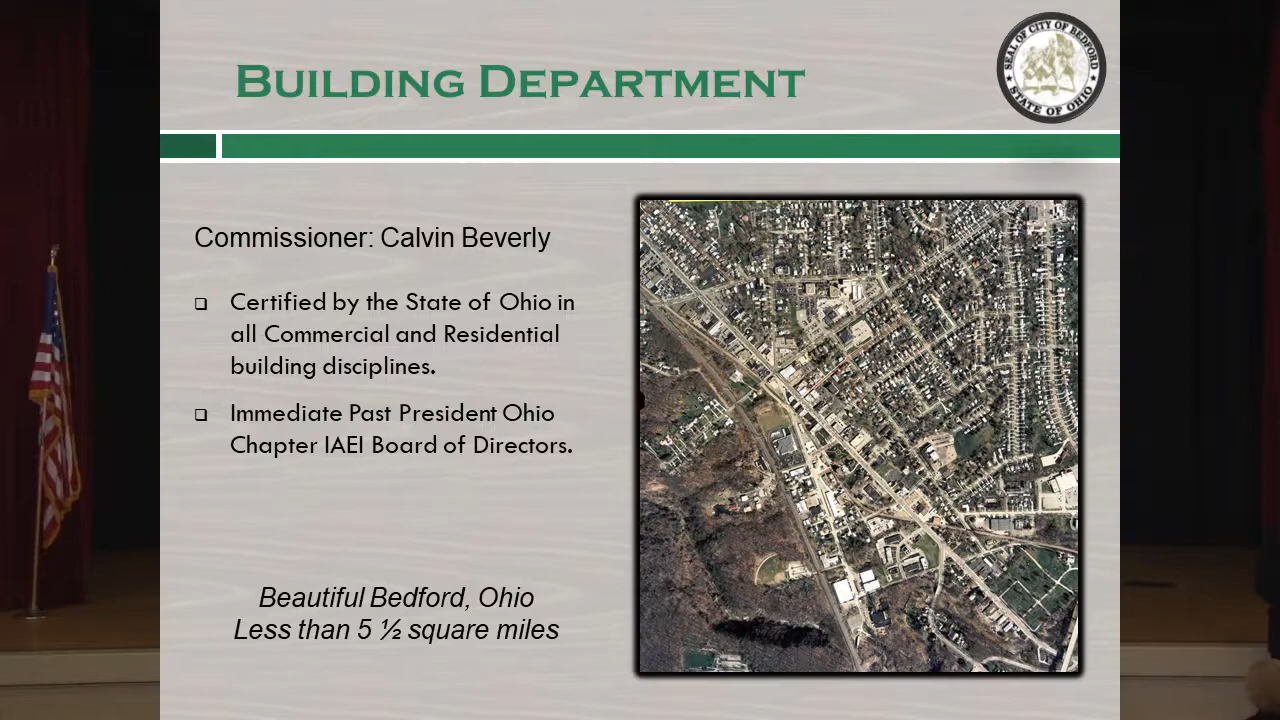 BUILDING DEPARTMENT
SEAL OF CITY OF BEDFORD
STATE OF OHIO
Commissioner: Calvin Beverly
❑ Certified by the State of Ohio in
all Commercial and Residential
building disciplines.
❑ Immediate Past President Ohio
Chapter IAEI Board of Directors.
Beautiful Bedford, Ohio
Less than 5 ½ square miles